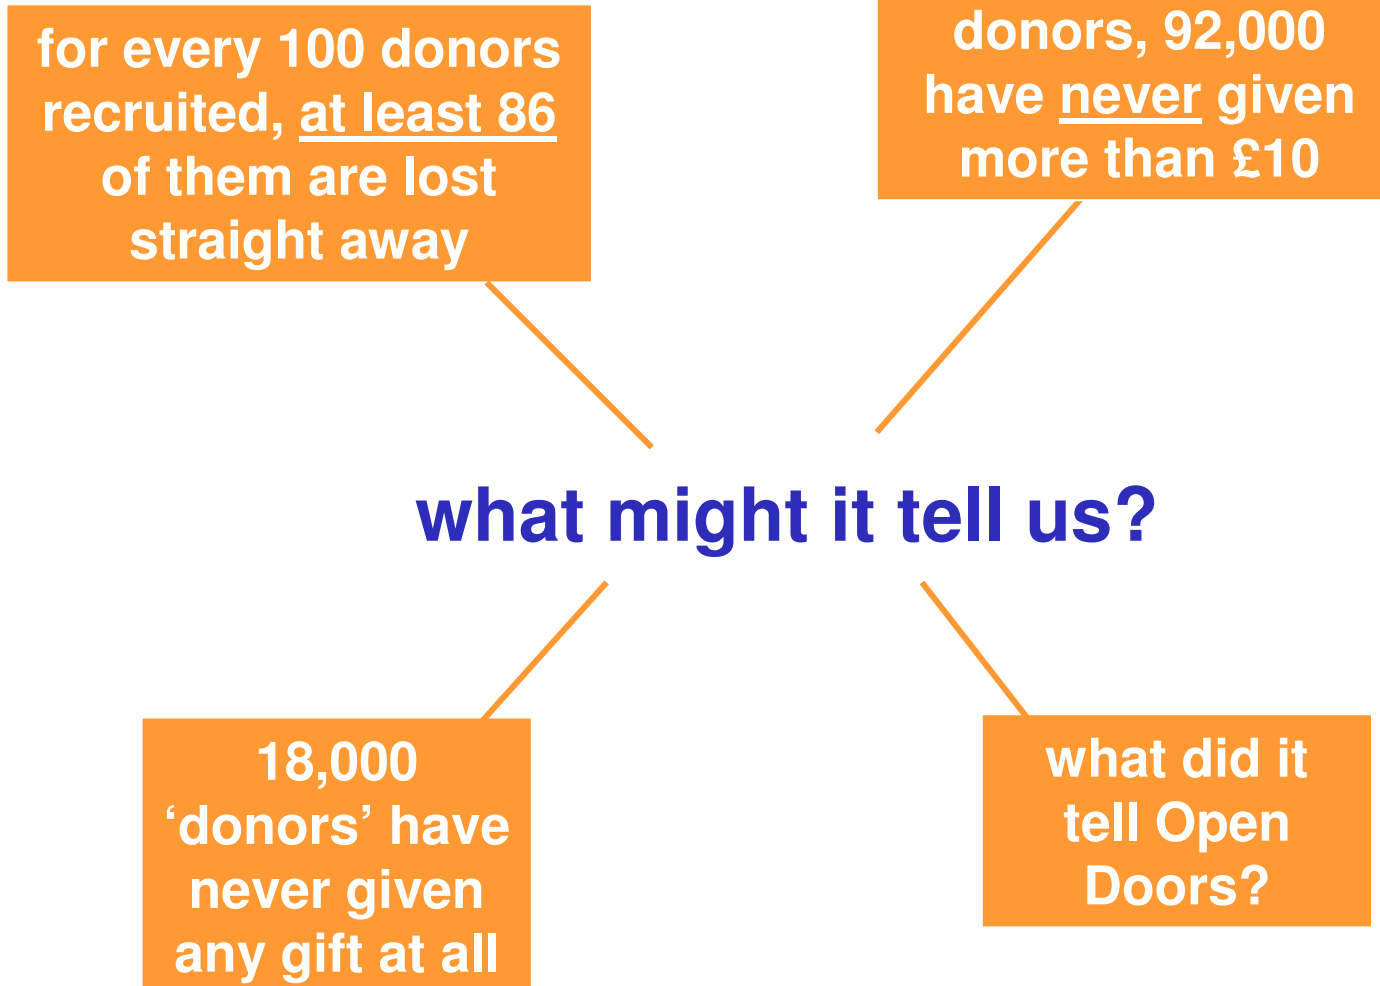 for every 100 donors
recruited, at least 86
of them are lost
straight away
donors, 92,000
have never given
more than £10
what might it tell us?
18,000
‘donors’ have
never given
any gift at all
what did it
tell Open
Doors?